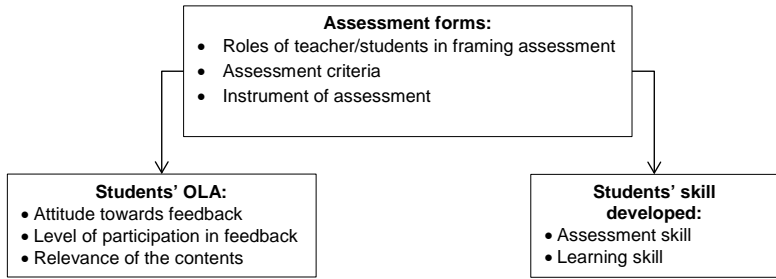 Assessment forms:
• Roles of teacher/students in framing assessment
• Assessment criteria
• Instrument of assessment
Students' OLA:
• Attitude towards feedback
• Level of participation in feedback
• Relevance of the contents
Students' skill
developed:
• Assessment skill
• Learning skill